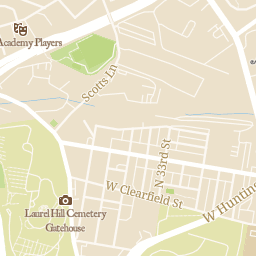 Academy Players
Scotts Ln
N 33rd St
W Clearfield St
W Hunting
Laurel Hill Cemetery
Gatehouse